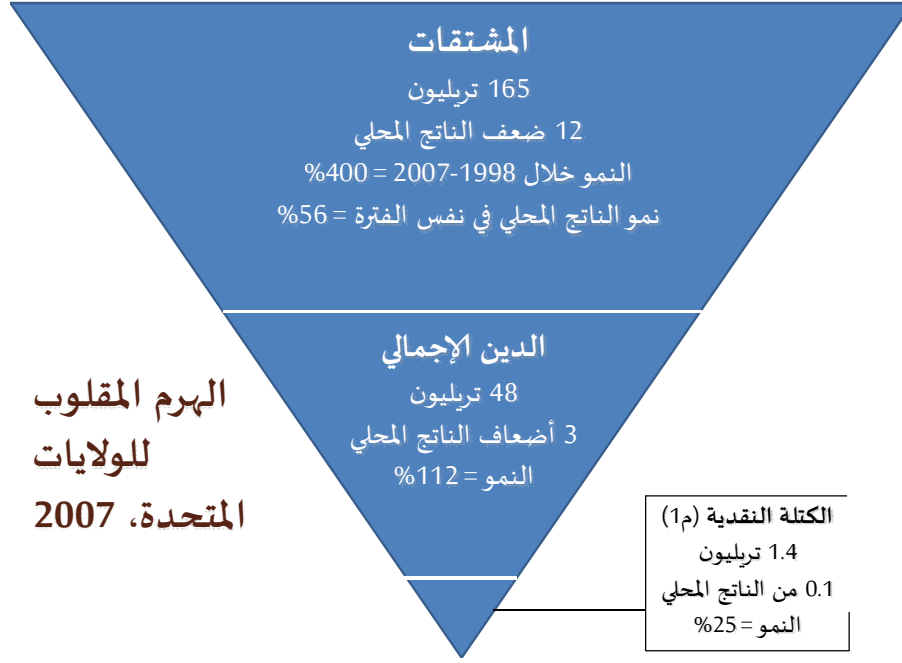 المشتقات
165 تريليون
12 ضعف الناتج المحلي
النمو خلال 1998-2007 = 400%
نمو الناتج المحلي في نفس الفترة = 56%
الدين الإجمالي
48 تريليون
3 أضعاف الناتج المحلي
النمو = 112%
الهرم المقلوب
للولايات
المتحدة، 2007
الكتلة النقدية (م1)
1.4 تريليون
0.1 من الناتج المحلي
النمو = 25%